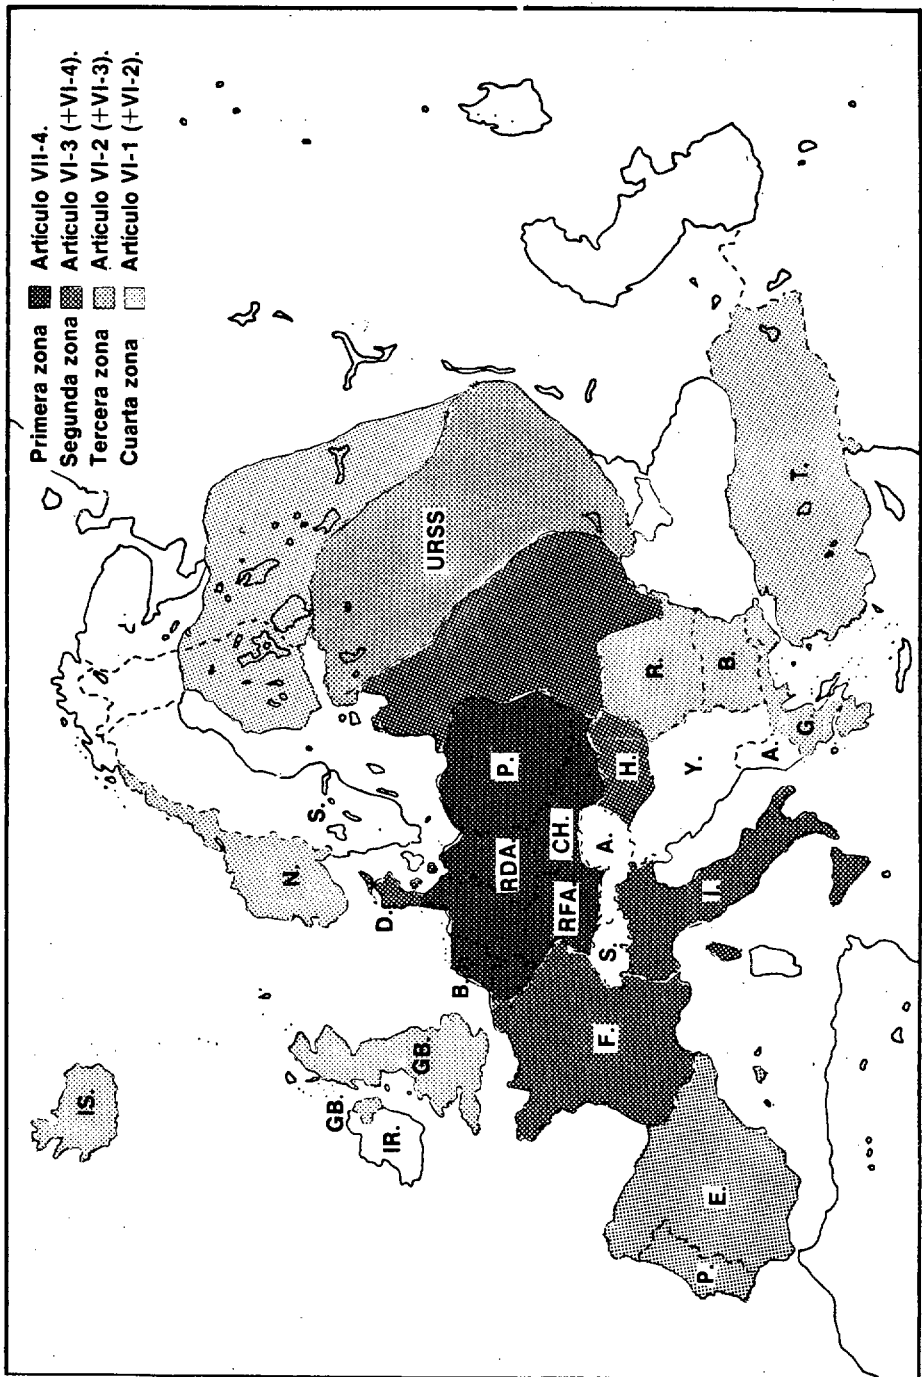 Primera zona Artículo VII-4.
Segunda zona Artículo VI-3 (+VI-4).
Tercera zona Artículo VI-2 (+VI-3).
Cuarta zona Artículo VI-1 (+VI-2).
IS.
N.
S.
GB.
D.
IR.
GB.
URSS
B.
RDA.
P.
CH.
RFA.
F.
S.
A.
H.
R.
Y.
P.
I.
E.
B.
A.
T.
G.